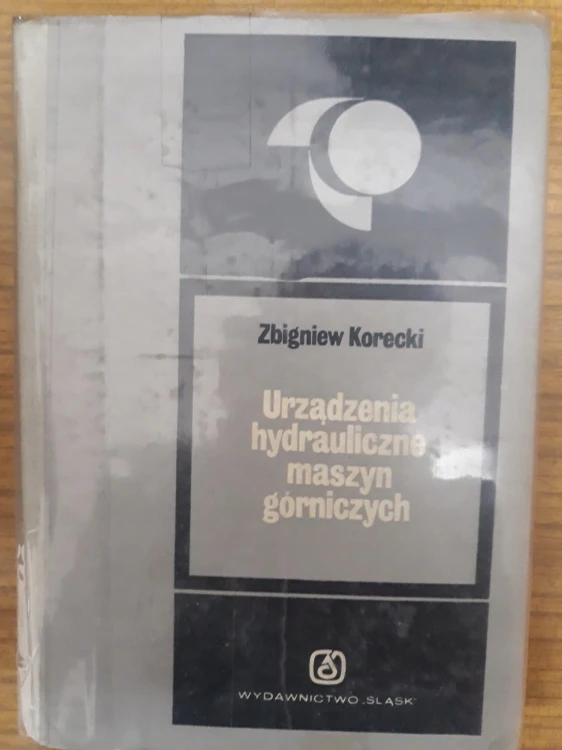 Zbigniew Korecki
Urządzenia
hydrauliczne
maszyn
górniczych
WYDAWNICTWO „ŚLĄSK”